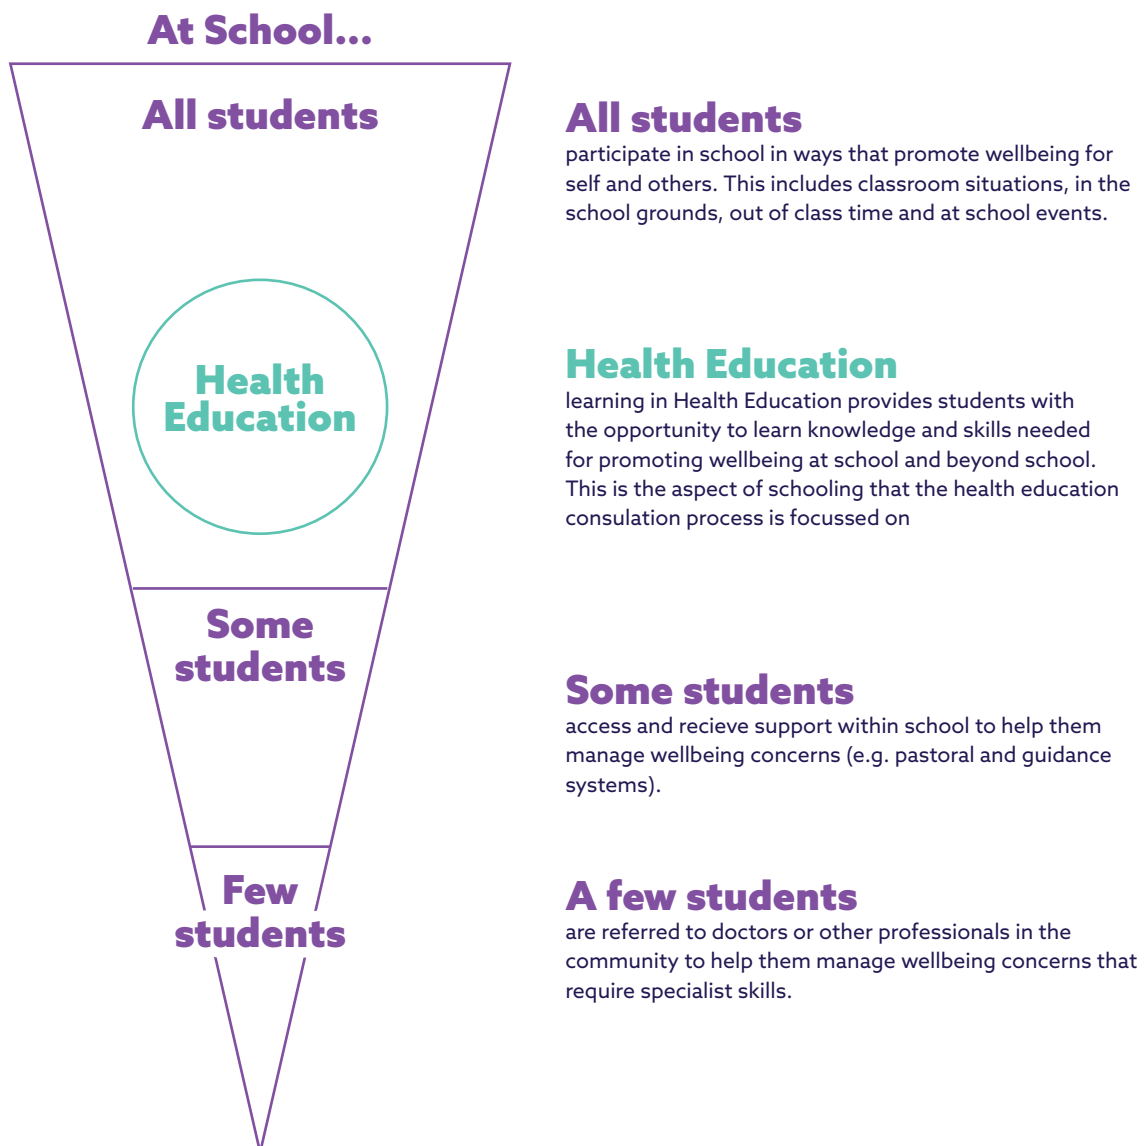 At School...
All students
Health
Education
Some
students
Few
students
All students
participate in school in ways that promote wellbeing for
self and others. This includes classroom situations, in the
school grounds, out of class time and at school events.
Health Education
learning in Health Education provides students with
the opportunity to learn knowledge and skills needed
for promoting wellbeing at school and beyond school.
This is the aspect of schooling that the health education
consulation process is focussed on
Some students
access and recieve support within school to help them
manage wellbeing concerns (e.g. pastoral and guidance
systems).
A few students
are referred to doctors or other professionals in the
community to help them manage wellbeing concerns that
require specialist skills.